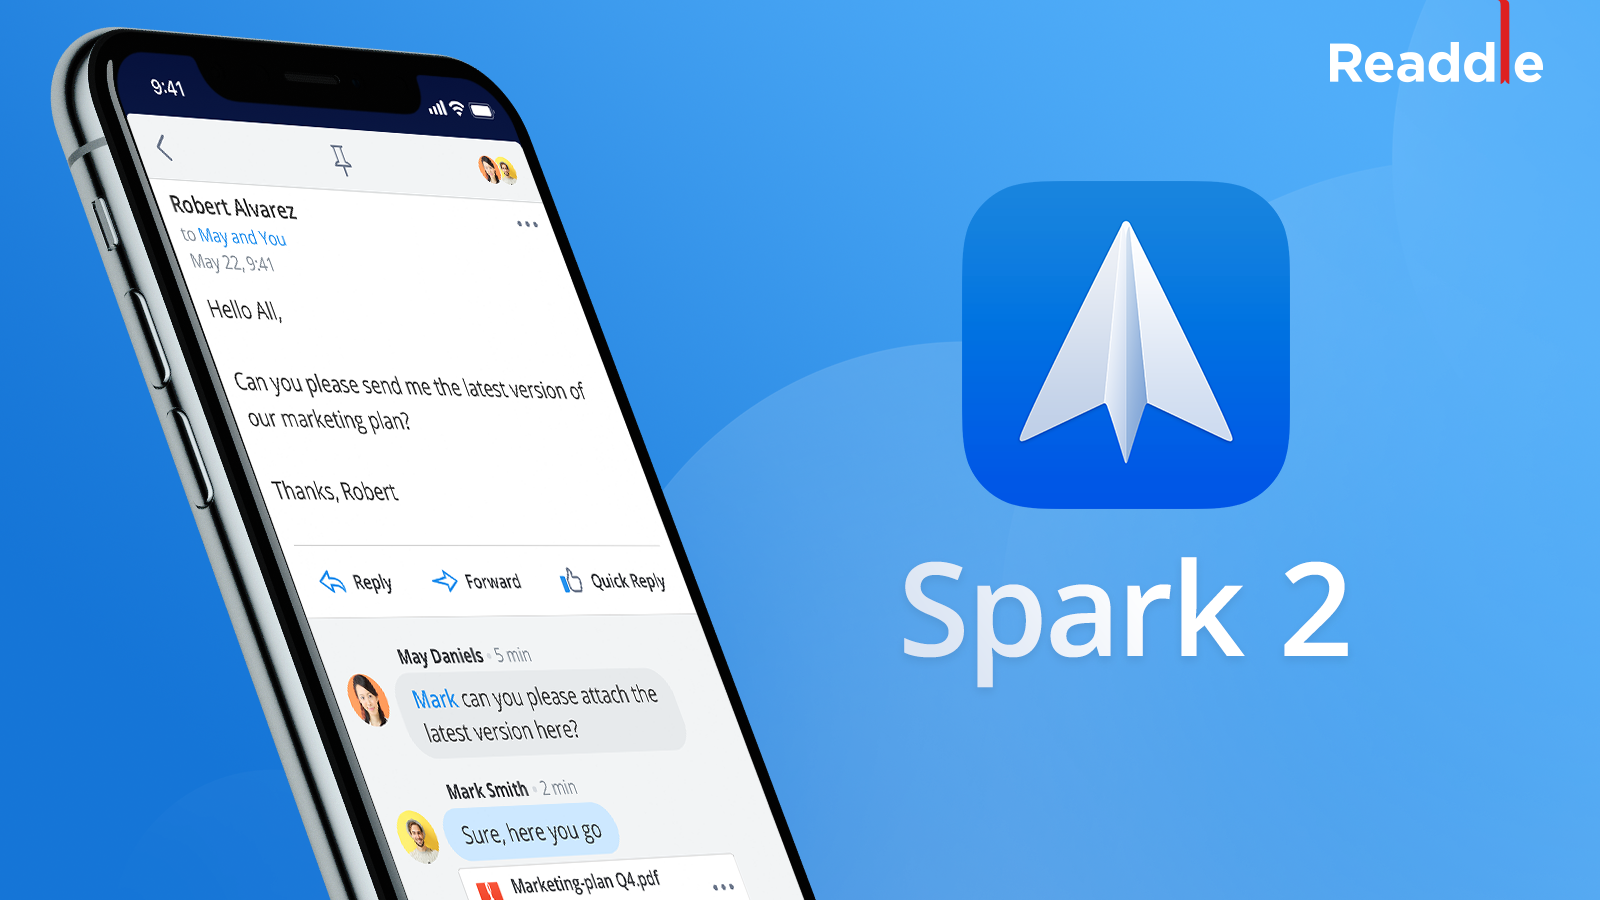 Readdle
9:41
Robert Alvarez
to May and You
May 22, 9:41
Hello All,
Can you please send me the latest version of
our marketing plan?
Thanks, Robert
Reply
Forward
Quick Reply
May Daniels • 5 min
Mark can you please attach the
latest version here?
Mark Smith • 2 min
Sure, here you go
Marketing-plan Q4.pdf
Spark 2